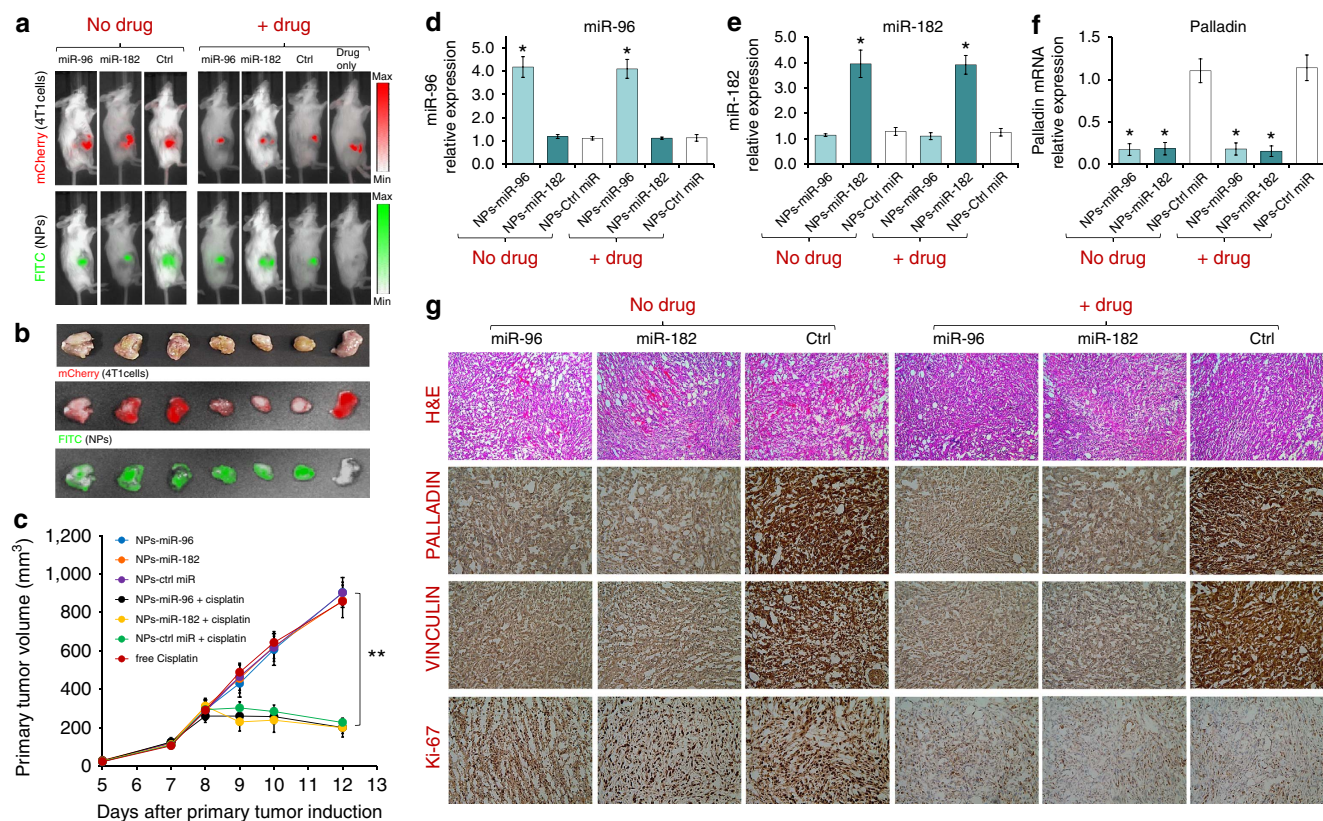 a
No drug
+ drug
miR-96
miR-182
Ctrl
miR-96
miR-182
Ctrl
Drug only
mCherry (4T1cells)
FITC (NPs)
Max
Min
Max
Min
b
mCherry (4T1cells)
FITC (NPs)
c
Primary tumor volume (mm³)
1,200
1,000
800
600
400
200
0
5 6 7 8 9 10 11 12 13
Days after primary tumor induction
NPs-miR-96
NPs-miR-182
NPs-ctrl miR
NPs-miR-96 + cisplatin
NPs-miR-182 + cisplatin
NPs-ctrl miR + cisplatin
free Cisplatin
**
d
miR-96
miR-96
relative expression
5.0
4.0
3.0
2.0
1.0
0.0
*
*
NPs-miR-96
NPs-miR-182
NPs-Ctrl miR
NPs-miR-96
NPs-miR-182
NPs-Ctrl miR
No drug
+ drug
e
miR-182
miR-182
relative expression
5.0
4.0
3.0
2.0
1.0
0.0
*
*
NPs-miR-96
NPs-miR-182
NPs-Ctrl miR
NPs-miR-96
NPs-miR-182
NPs-Ctrl miR
No drug
+ drug
f
Palladin
Palladin mRNA
relative expression
1.5
1.0
0.5
0.0
*
*
*
*
NPs-miR-96
NPs-miR-182
NPs-Ctrl miR
NPs-miR-96
NPs-miR-182
NPs-Ctrl miR
No drug
+ drug
g
No drug
+ drug
miR-96
miR-182
Ctrl
miR-96
miR-182
Ctrl
H&E
PALLADIN
VINCULIN
Ki-67